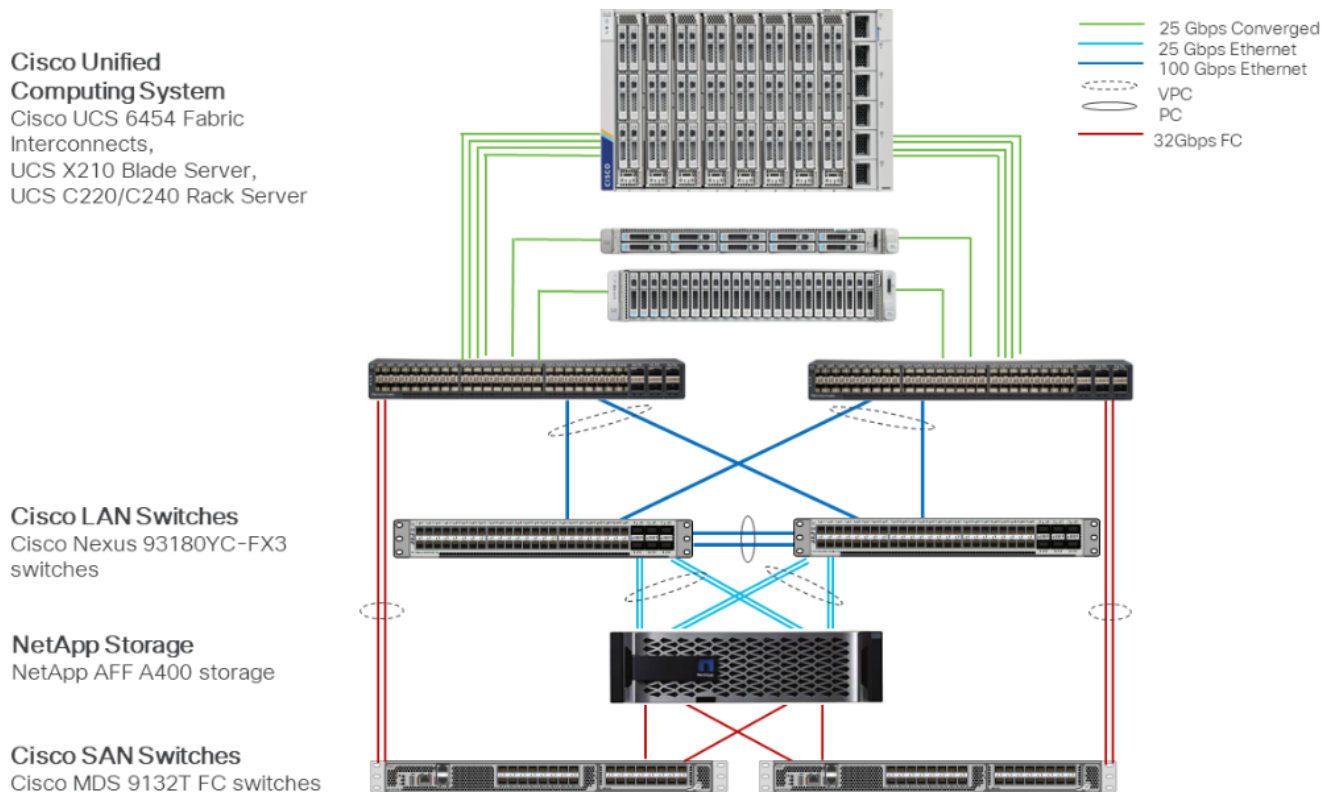 Cisco Unified
Computing System
Cisco UCS 6454 Fabric
Interconnects,
UCS X210 Blade Server,
UCS C220/C240 Rack Server
25 Gbps Converged
25 Gbps Ethernet
100 Gbps Ethernet
VPC
PC
32Gbps FC
CISCO
Cisco LAN Switches
Cisco Nexus 93180YC-FX3
switches
NetApp Storage
NetApp AFF A400 storage
Cisco SAN Switches
Cisco MDS 9132T FC switches